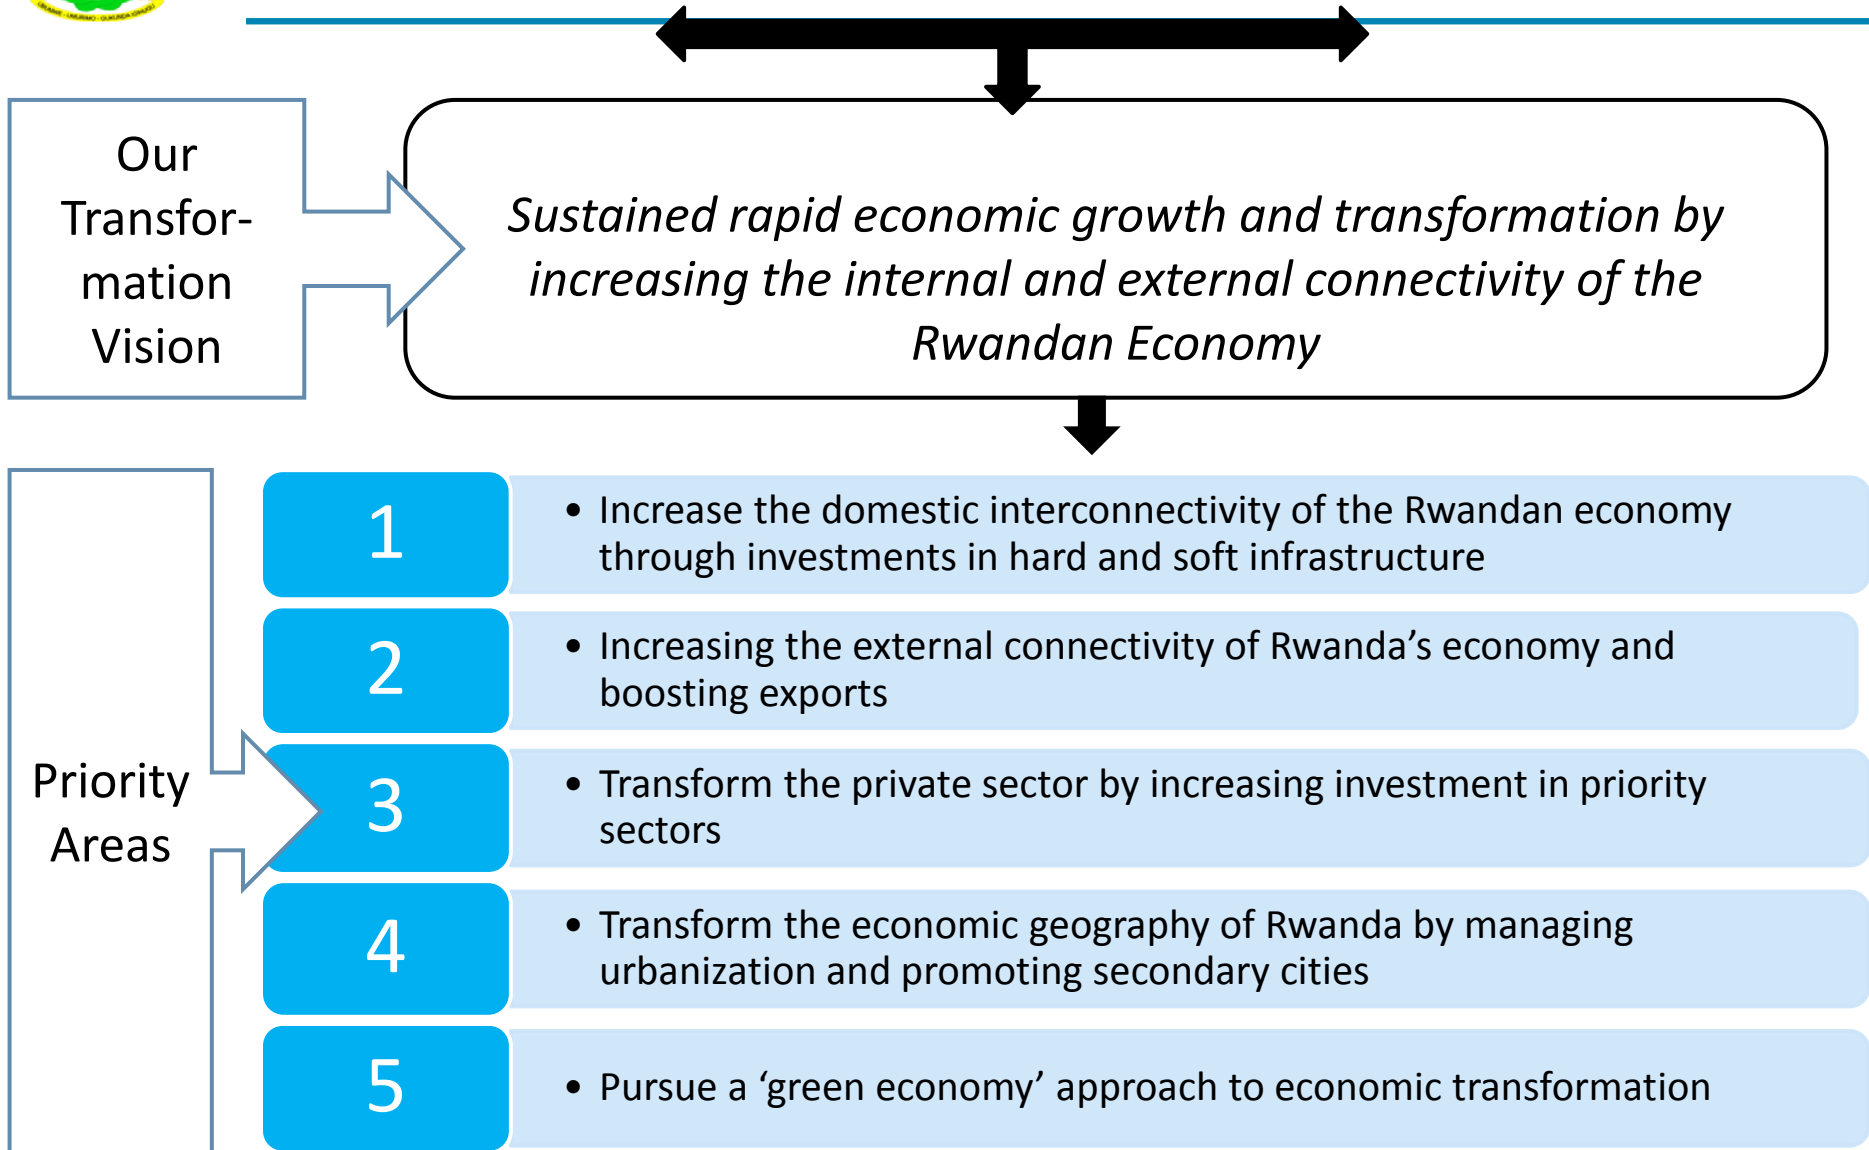 UBUMWE - UMURIMO - GUKUNDA IGIHUGU
Our
Transfor-
mation
Vision
Sustained rapid economic growth and transformation by
increasing the internal and external connectivity of the
Rwandan Economy
Priority
Areas
1
• Increase the domestic interconnectivity of the Rwandan economy
through investments in hard and soft infrastructure
2
• Increasing the external connectivity of Rwanda’s economy and
boosting exports
3
• Transform the private sector by increasing investment in priority
sectors
4
• Transform the economic geography of Rwanda by managing
urbanization and promoting secondary cities
5
• Pursue a ‘green economy’ approach to economic transformation